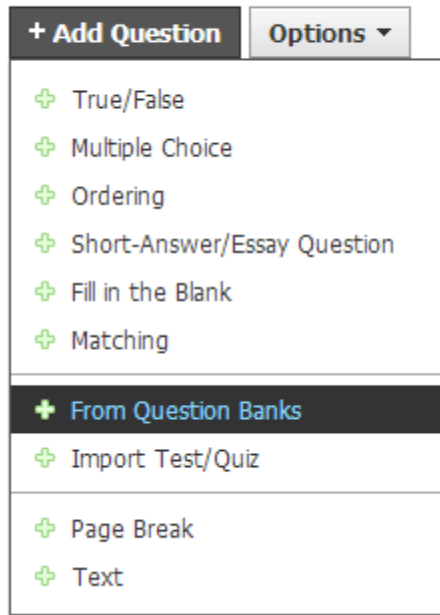 + Add Question Options
True/False
Multiple Choice
Ordering
Short-Answer/Essay Question
Fill in the Blank
Matching
From Question Banks
Import Test/Quiz
Page Break
Text